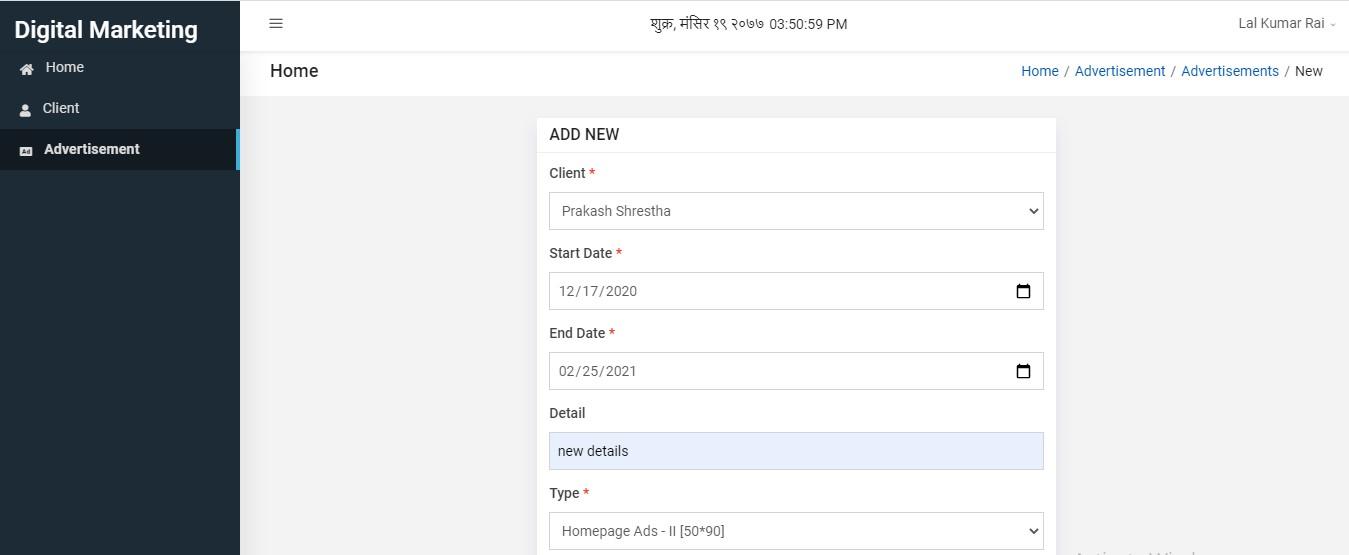 Digital Marketing
शुक्र, मंसिर १९ २०७७ 03:50:59 PM
Lal Kumar Rai
Home
Client
Ad Advertisement
Home
Home / Advertisement / Advertisements / New
ADD NEW
Client *
Prakash Shrestha
Start Date *
12/17/2020
End Date *
02/25/2021
Detail
new details
Type *
Homepage Ads - II [50*90]